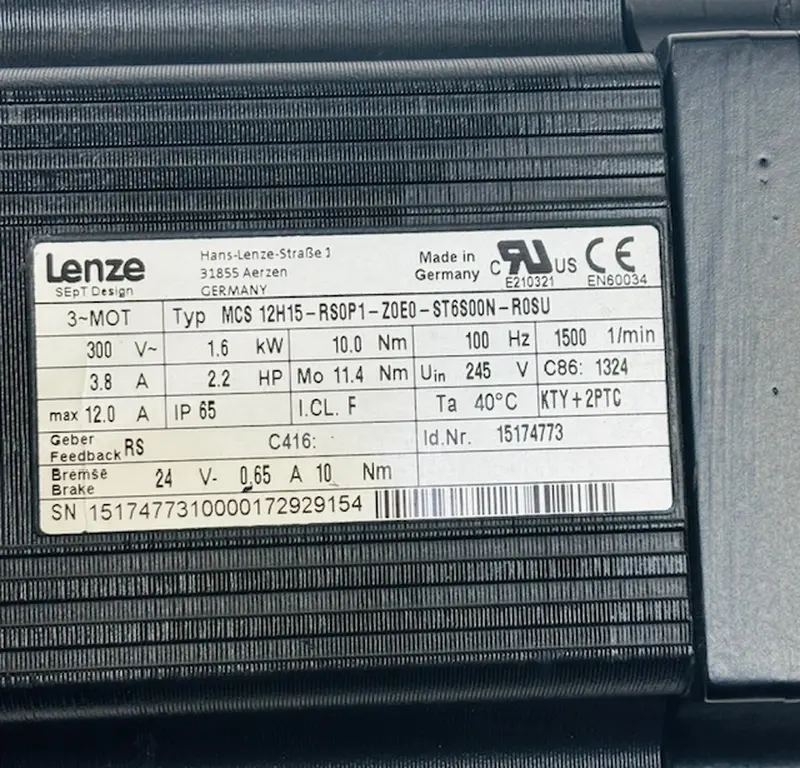 Lenze
SEpT Design
Hans-Lenze-Straße 1
31855 Aerzen
GERMANY
Made in
Germany
C RU US
E210321
CE
EN60034
3~MOT Typ MCS 12H15-RS0P1-Z0E0-ST6S00N-R0SU
300 V~ 1.6 kW 10.0 Nm 100 Hz 1500 1/min
3.8 A 2.2 HP Mo 11.4 Nm Uin 245 V C86: 1324
max 12.0 A IP 65 I.CL. F Ta 40°C KTY+2PTC
Geber
Feedback RS C416: Id.Nr. 15174773
Bremse
Brake 24 V- 0,65 A 10 Nm
SN 1517477310000172929154